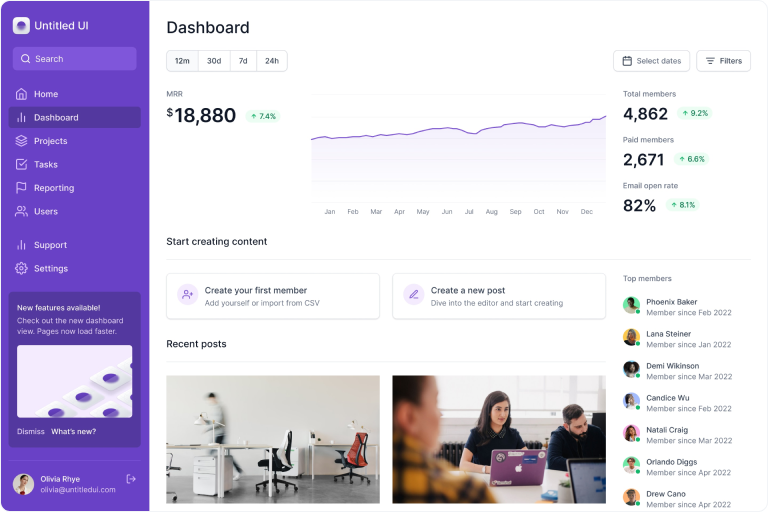 Untitled UI
Search
Home
Dashboard
Projects
Tasks
Reporting
Users
Support
Settings
New features available!
Check out the new dashboard
view. Pages now load faster.
Dismiss What's new?
Olivia Rhye
oilvia@untitledui.com
Dashboard
12m 30d 7d 24h
Select dates
Filters
MRR
$18,880
7.4%
Jan Feb Mar Apr May Jun Jul Aug Sep Oct Nov Dec
Total members
4,862
9.2%
Paid members
2,671
6.6%
Email open rate
82%
8.1%
Start creating content
Create your first member
Add yourself or import from CSV
Create a new post
Dive into the editor and start creating
Recent posts
Top members
Phoenix Baker
Member since Feb 2022
Lana Steiner
Member since Jan 2022
Demi Wikinson
Member since Mar 2022
Candice Wu
Member since Feb 2022
Natali Craig
Member since Mar 2022
Orlando Diggs
Member since Apr 2022
Drew Cano
Member since Apr 2022